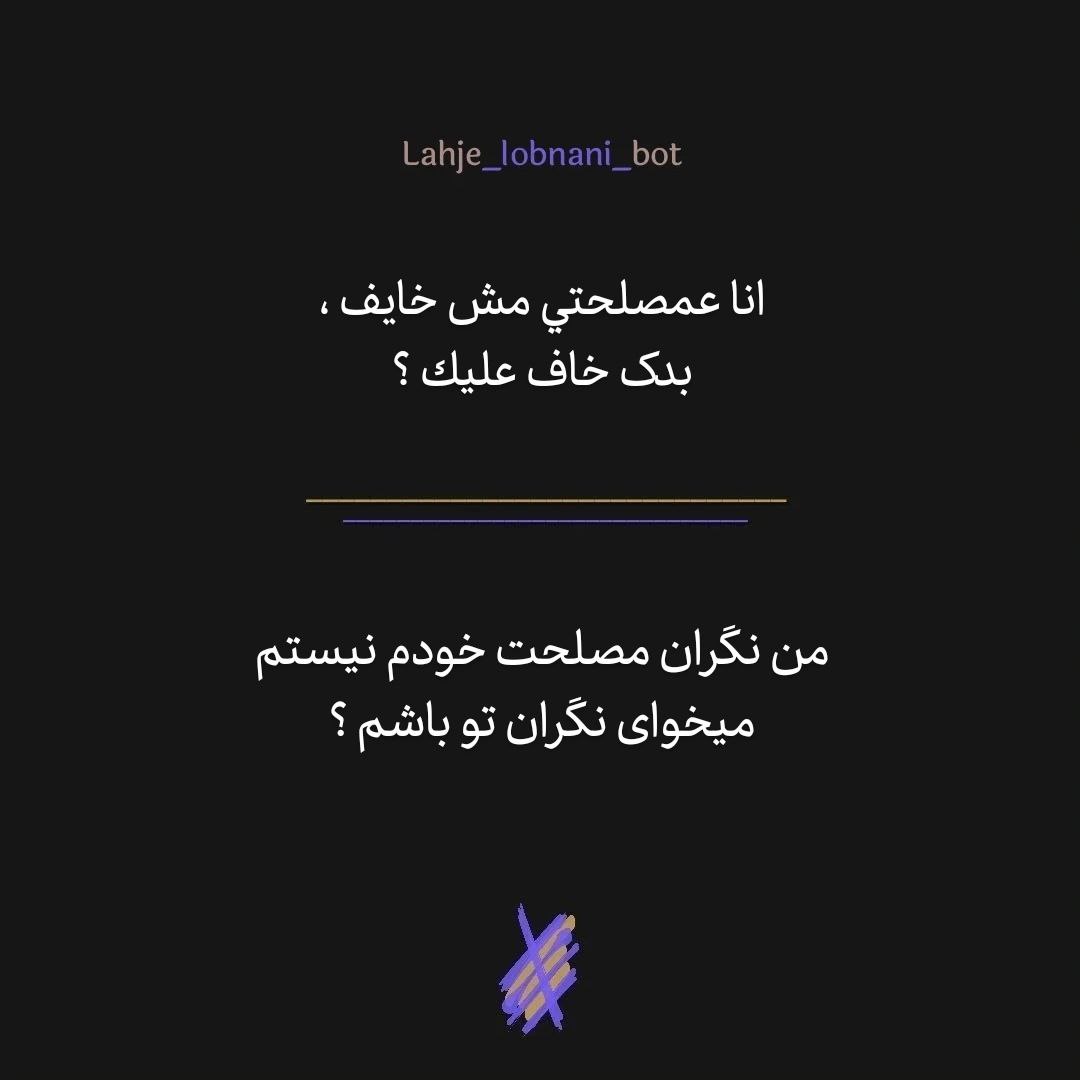 Lahje_lobnani_bot
انا عمصلحتي مش خايف ،
بدک خاف عليك ؟
من نگران مصلحت خودم نیستم
میخوای نگران تو باشم ؟